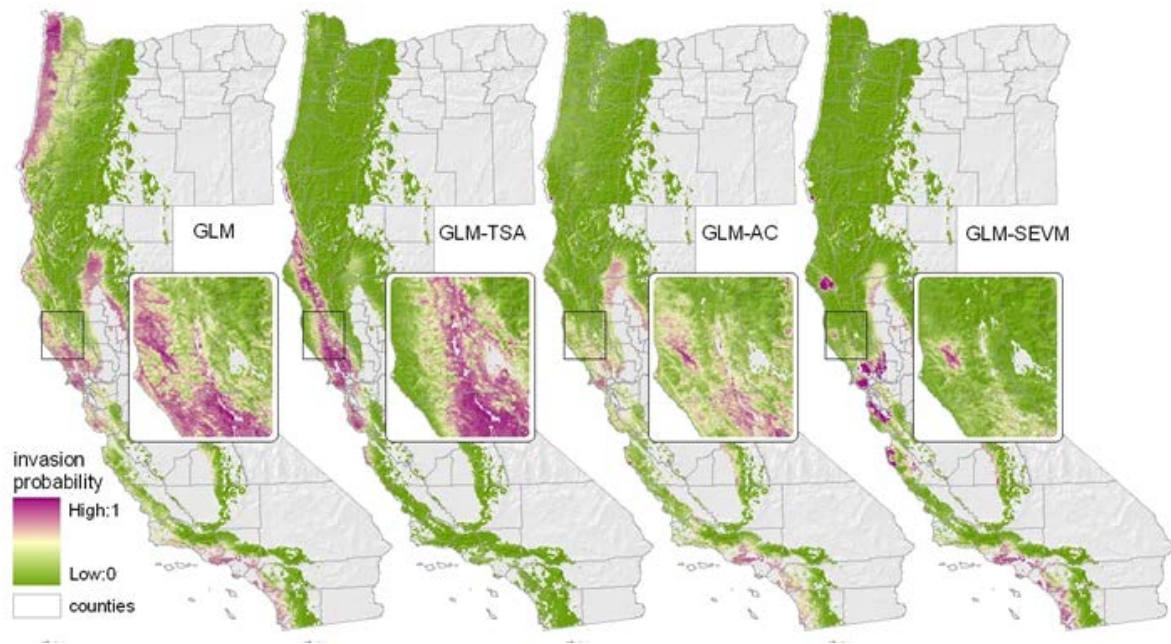 GLM
GLM-TSA
GLM-AC
GLM-SEVM
invasion
probability
High:1
Low:0
counties